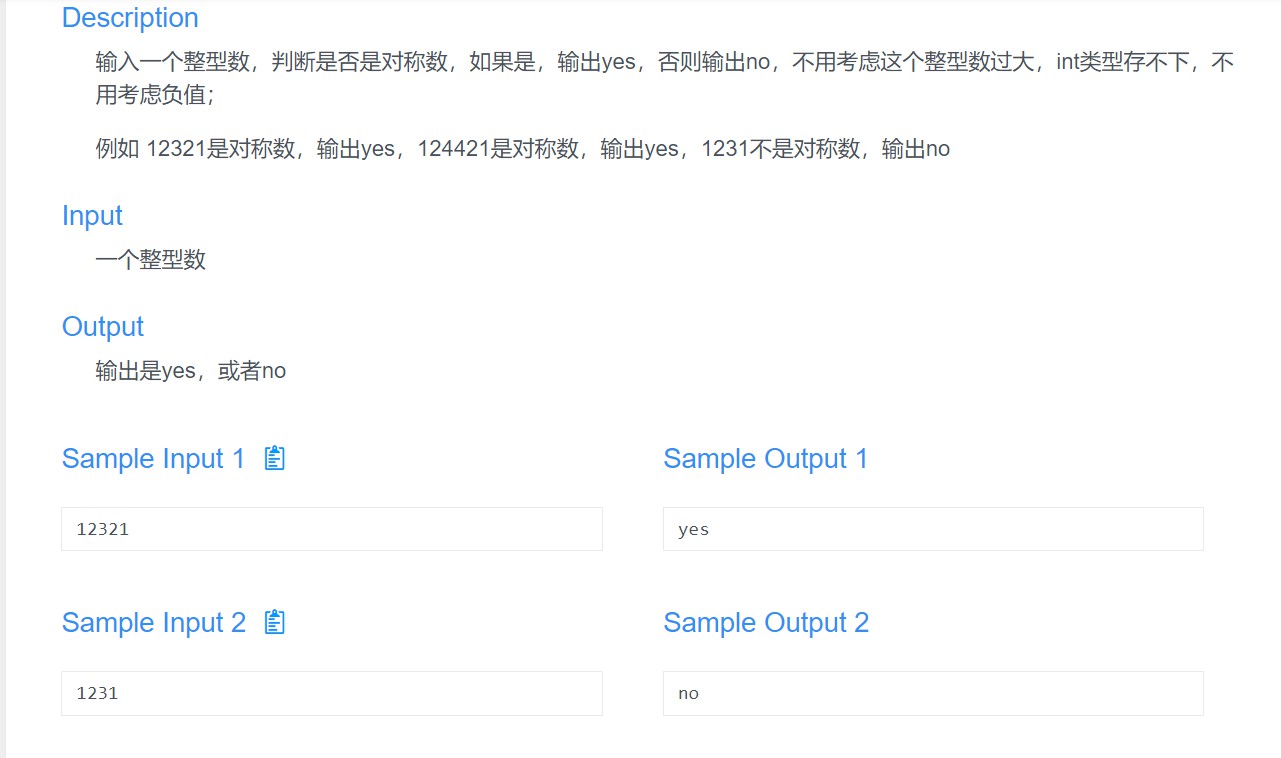 Description
输入一个整型数，判断是否是对称数，如果是，输出yes，否则输出no，不用考虑这个整型数过大，int类型存不下，不
用考虑负值；
例如 12321是对称数，输出yes，124421是对称数，输出yes，1231不是对称数，输出no
Input
一个整型数
Output
输出是yes，或者no
Sample Input 1
Sample Output 1
12321
yes
Sample Input 2
Sample Output 2
1231
no